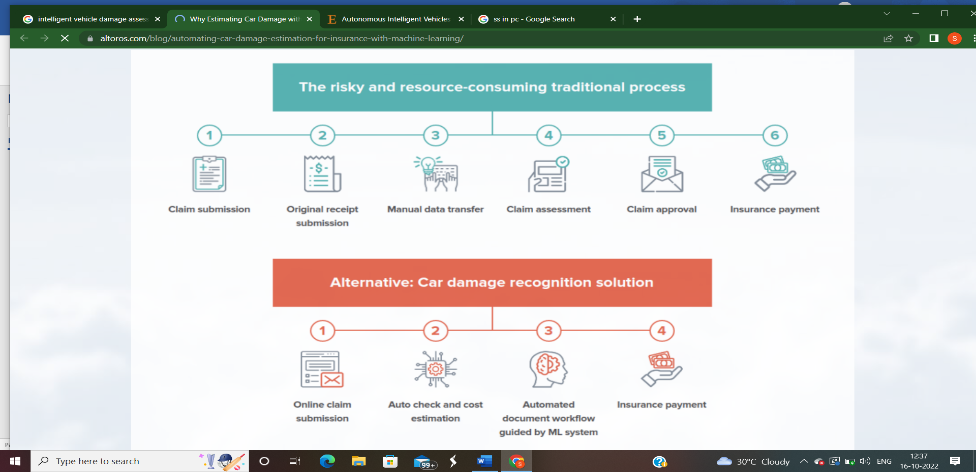 intelligent vehicle damage asses
Why Estimating Car Damage with
Autonomous Intelligent Vehicles
ss in pc - Google Search
altoros.com/blog/automating-car-damage-estimation-for-insurance-with-machine-learning/
S
The risky and resource-consuming traditional process
1 2 3 4 5 6
Claim submission
Original receipt
submission
Manual data transfer
Claim assessment
Claim approval
Insurance payment
Alternative: Car damage recognition solution
1 2 3 4
Online claim
submission
Auto check and cost
estimation
Automated
document workflow
guided by ML system
Insurance payment
Type here to search
99+
30°C Cloudy
ENG
12:37
16-10-2022